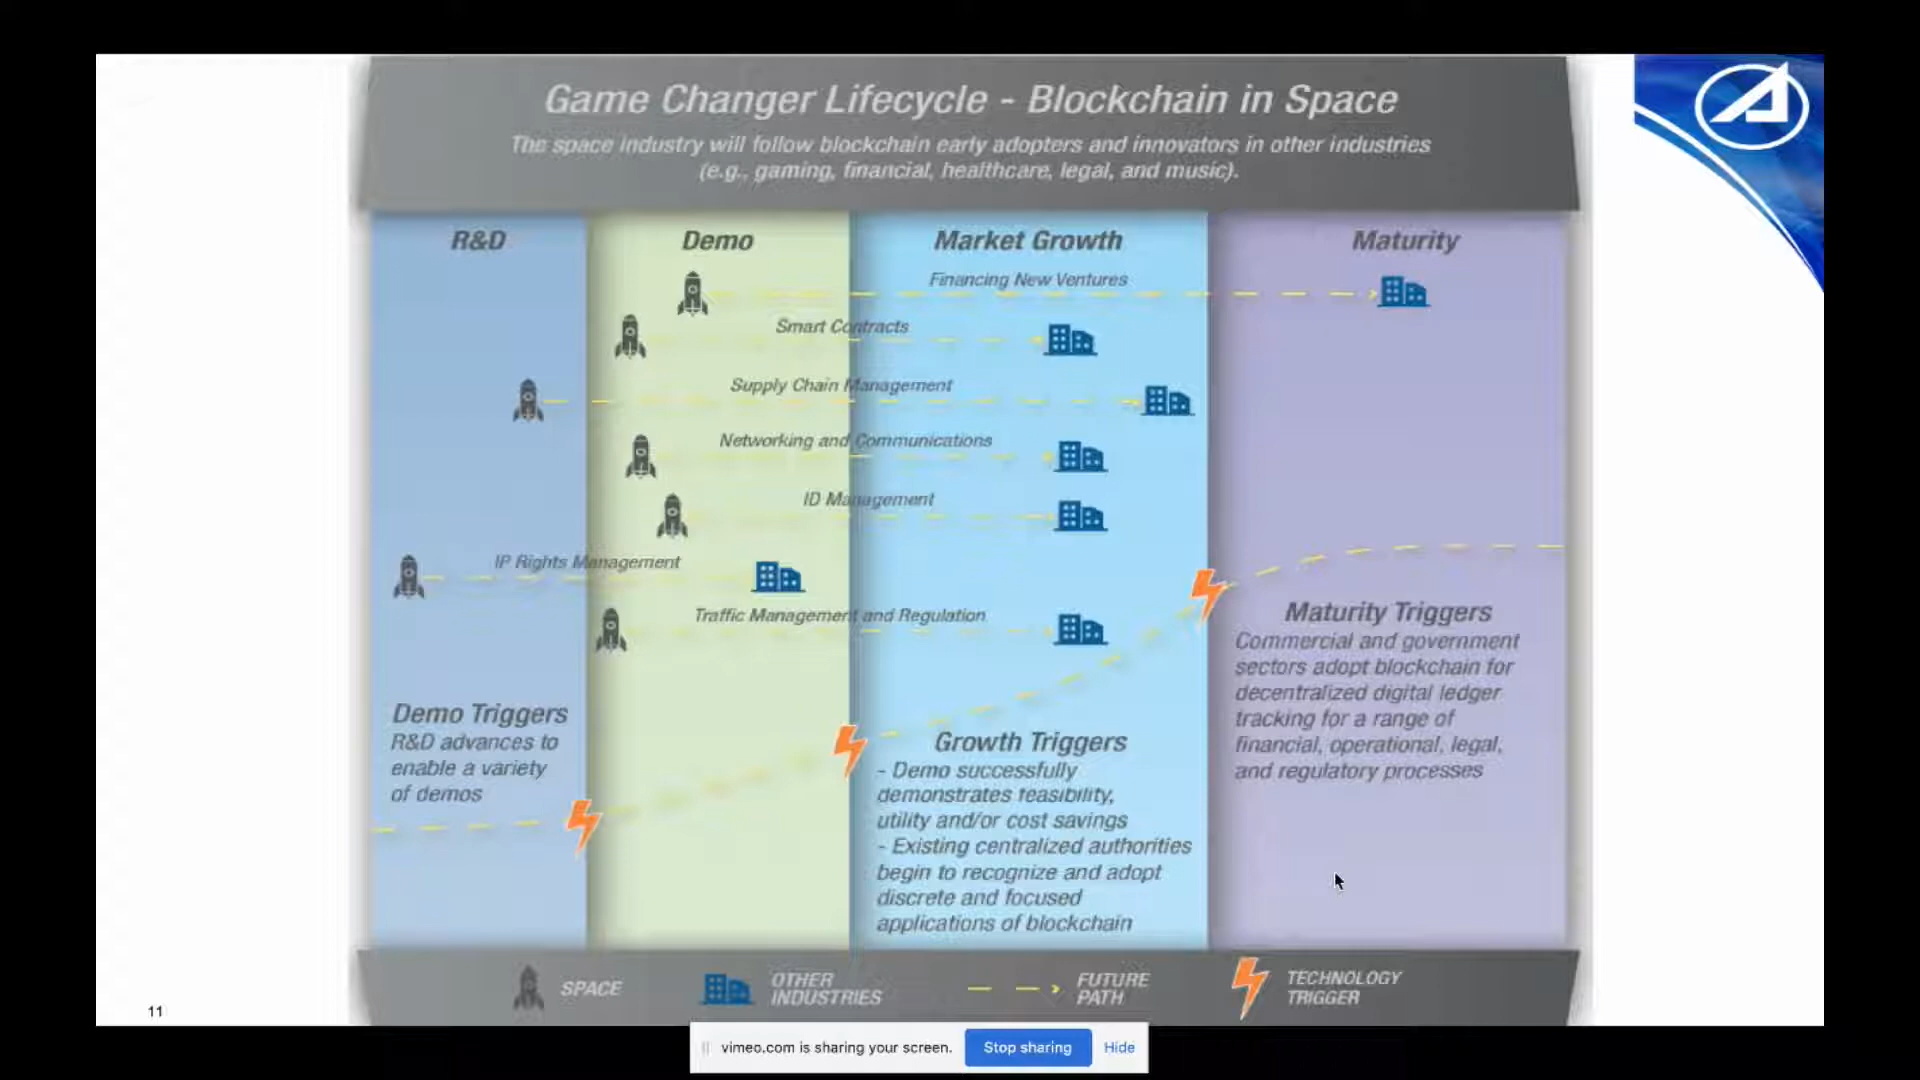 Game Changer Lifecycle - Blockchain in Space
The space industry will follow blockchain early adopters and innovators in other industries
(e.g., gaming, financial, healthcare, legal, and music).
R&D
Demo
Market Growth
Maturity
Financing New Ventures
Smart Contracts
Supply Chain Management
Networking and Communications
ID Management
IP Rights Management
Traffic Management and Regulation
Demo Triggers
R&D advances to
enable a variety
of demos
Growth Triggers
- Demo successfully
demonstrates feasibility,
utility and/or cost savings
- Existing centralized authorities
begin to recognize and adopt
discrete and focused
applications of blockchain
Maturity Triggers
Commercial and government
sectors adopt blockchain for
decentralized digital ledger
tracking for a range of
financial, operational, legal,
and regulatory processes
SPACE
OTHER
INDUSTRIES
FUTURE
PATH
TECHNOLOGY
TRIGGER
11
vimeo.com is sharing your screen.
Stop sharing
Hide